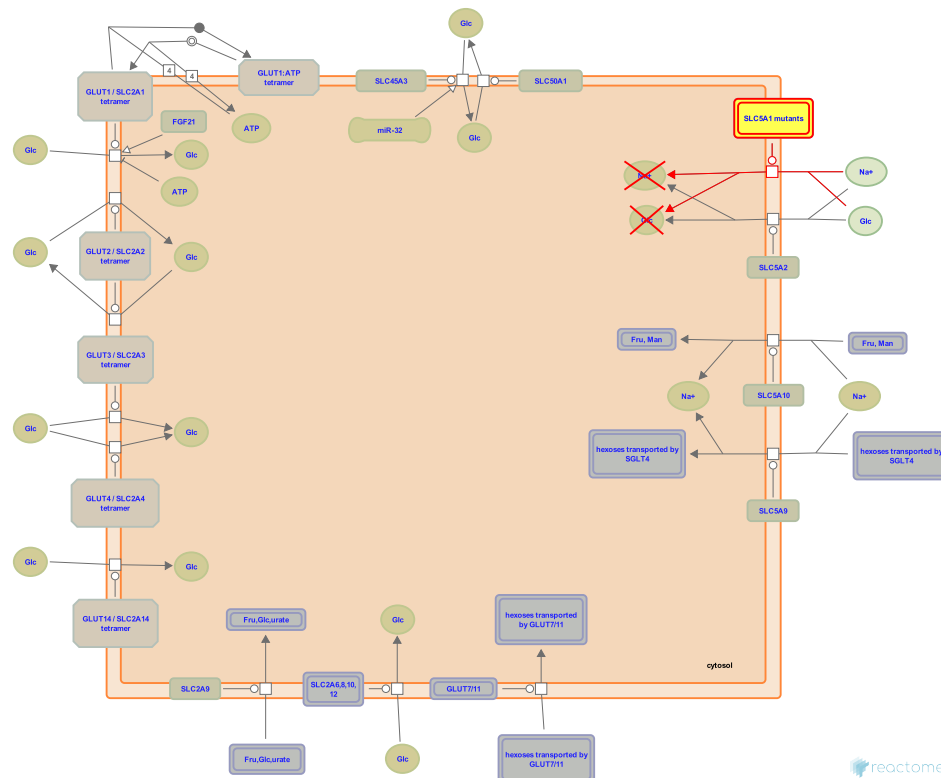 Glc
GLUT1 / SLC2A1
tetramer
4
4
GLUT1:ATP
tetramer
ATP
SLC45A3
SLC50A1
miR-32
Glc
SLC5A1 mutants
FGF21
Glc
Glc
ATP
Na+
Na+
Glc
Glc
Glc
GLUT2 / SLC2A2
tetramer
Glc
SLC5A2
GLUT3 / SLC2A3
tetramer
Fru, Man
Fru, Man
Na+
SLC5A10
Na+
Glc
Glc
hexoses transported by
SGLT4
hexoses transported by
SGLT4
GLUT4 / SLC2A4
tetramer
SLC5A9
Glc
Glc
GLUT14 / SLC2A14
tetramer
Fru,Glc,urate
Glc
hexoses transported
by GLUT7/11
cytosol
SLC2A9
SLC2A6,8,10,
12
GLUT7/11
Fru,Glc,urate
Glc
hexoses transported by
GLUT7/11
reactome